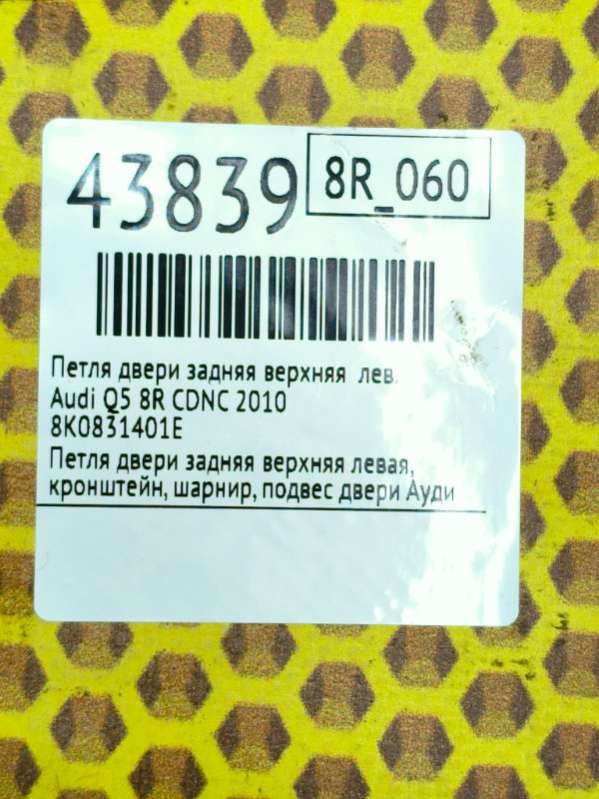 43839
8R_060
Петля двери задняя верхняя лев.
Audi Q5 8R CDNC 2010
8K0831401E
Петля двери задняя верхняя левая,
кронштейн, шарнир, подвес двери Ауди